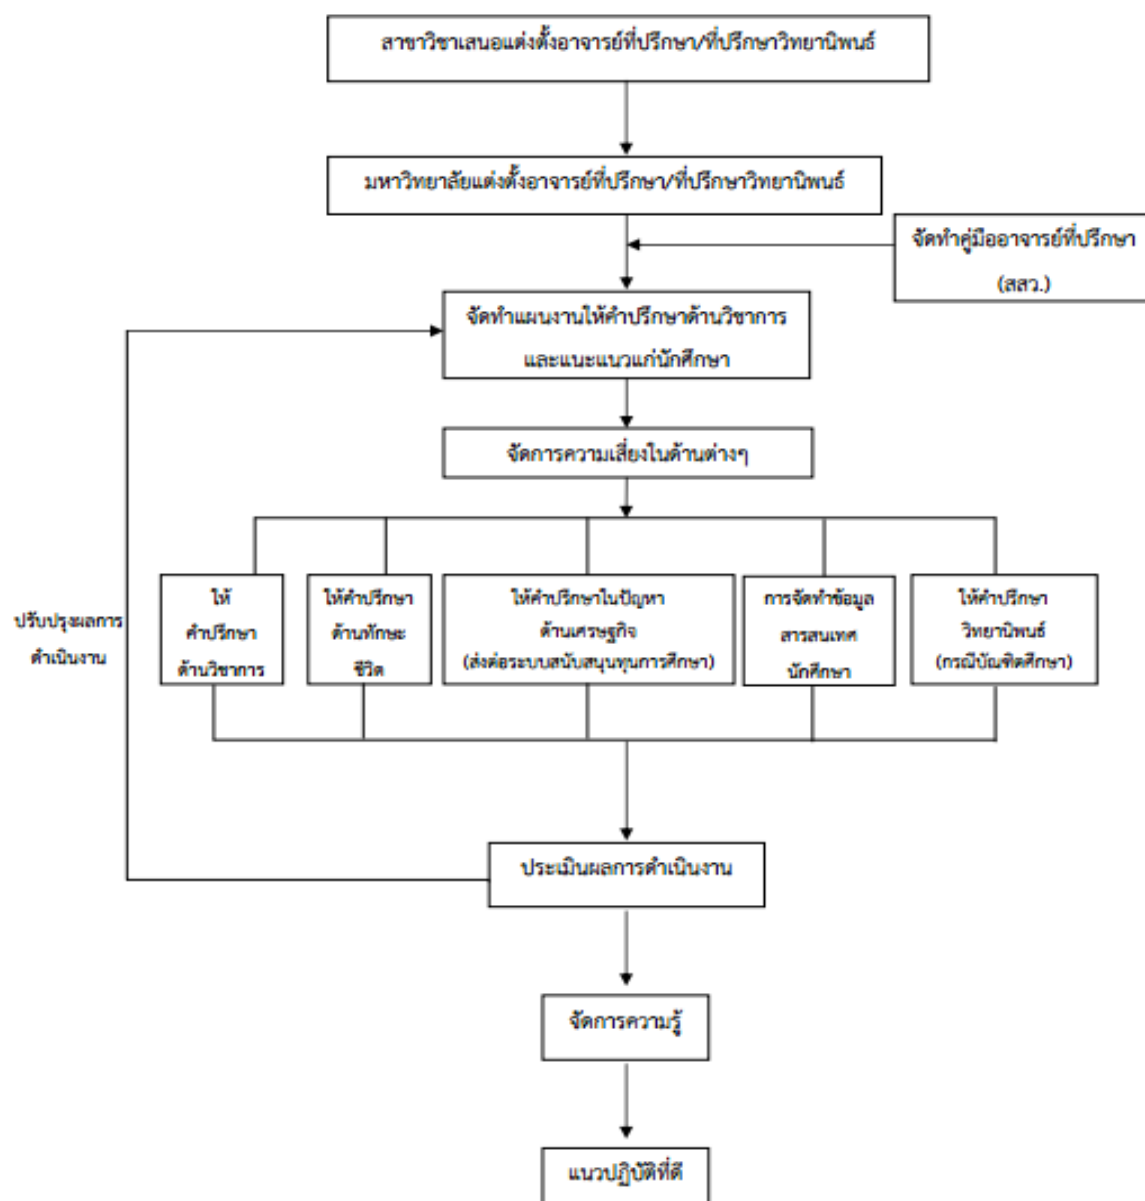 สาขาวิชาเสนอแต่งตั้งอาจารย์ที่ปรึกษา/ที่ปรึกษาวิทยานิพนธ์
มหาวิทยาลัยแต่งตั้งอาจารย์ที่ปรึกษา/ที่ปรึกษาวิทยานิพนธ์
จัดทำคู่มืออาจารย์ที่ปรึกษา
(สสว.)
จัดทำแผนงานให้คำปรึกษาด้านวิชาการ
และแนะแนวแก่นักศึกษา
จัดการความเสี่ยงในด้านต่างๆ
ให้
คำปรึกษา
ด้านวิชาการ
ให้คำปรึกษา
ด้านทักษะ
ชีวิต
ให้คำปรึกษาในปัญหา
ด้านเศรษฐกิจ
(ส่งต่อระบบสนับสนุนทุนการศึกษา)
การจัดทำข้อมูล
สารสนเทศ
นักศึกษา
ให้คำปรึกษา
วิทยานิพนธ์
(กรณีบัณฑิตศึกษา)
ปรับปรุงผลการ
ดำเนินงาน
ประเมินผลการดำเนินงาน
จัดการความรู้
แนวปฏิบัติที่ดี